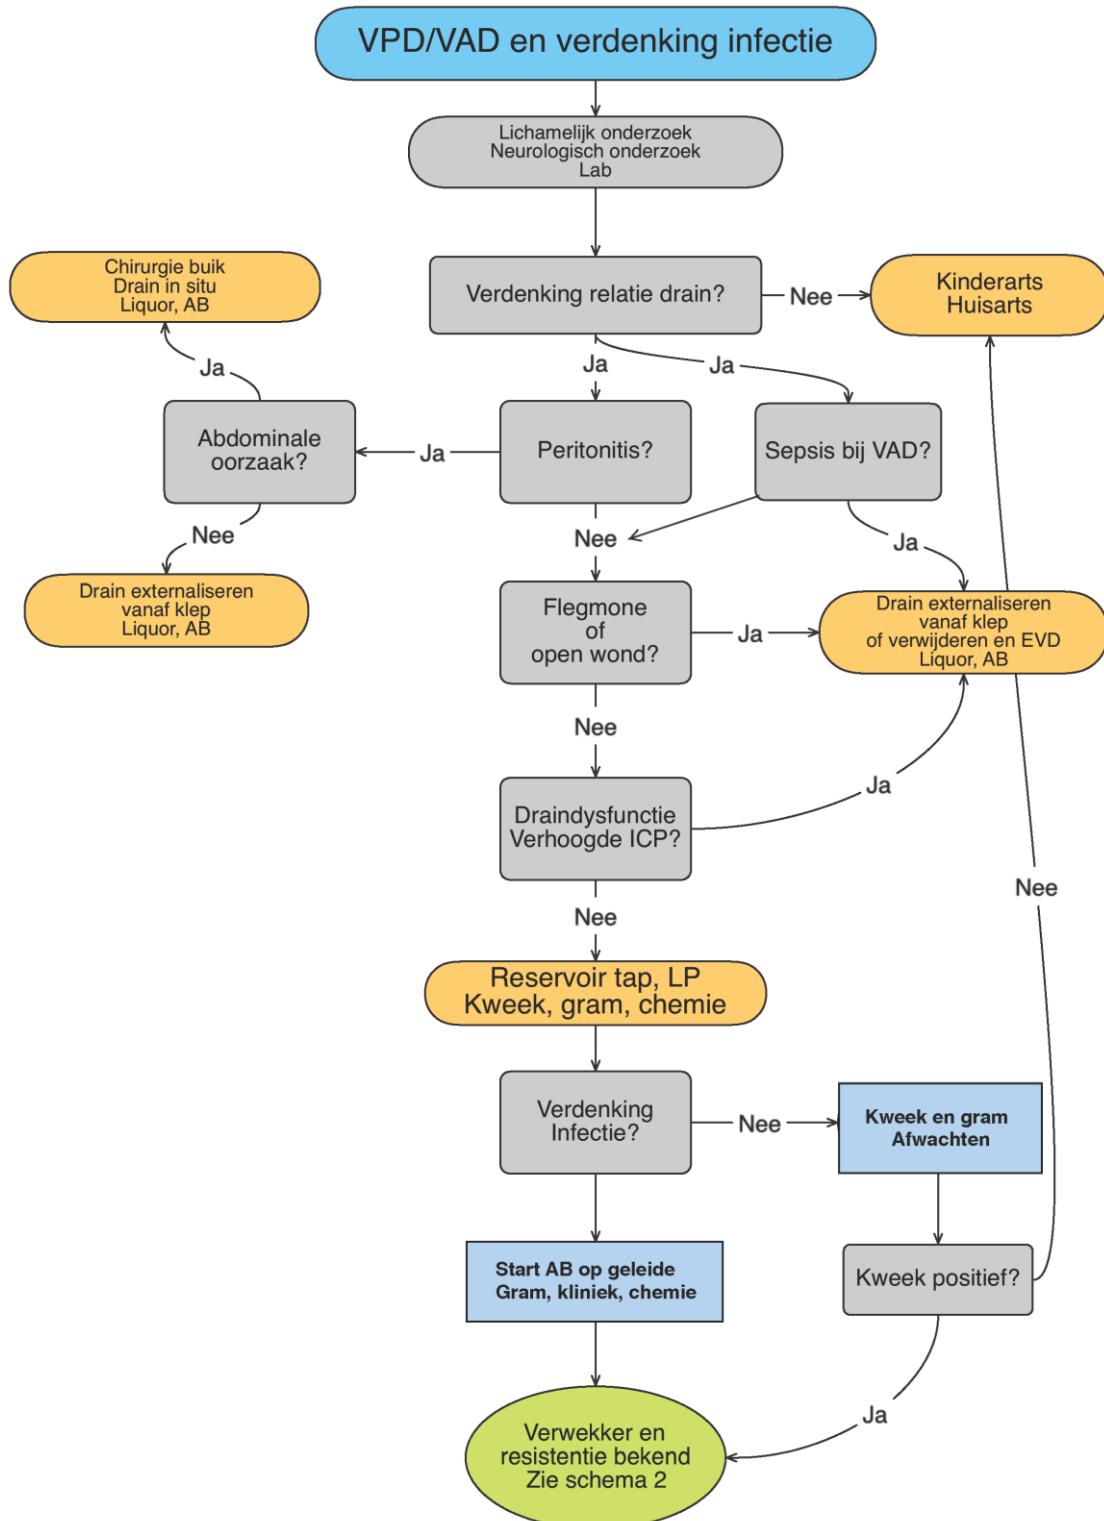 VPD/VAD en verdenking infectie
Lichamelijk onderzoek
Neurologisch onderzoek
Lab
Verdenking relatie drain?
Nee
Kinderarts
Huisarts
Chirurgie buik
Drain in situ
Liquor, AB
Ja
Ja
Ja
Abdominale
oorzaak?
Ja
Peritonitis?
Sepsis bij VAD?
Nee
Nee
Ja
Drain externaliseren
vanaf klep
Liquor, AB
Flegmone
of
open wond?
Ja
Drain externaliseren
vanaf klep
of verwijderen en EVD
Liquor, AB
Nee
Draindysfunctie
Verhoogde ICP?
Ja
Nee
Nee
Reservoir tap, LP
Kweek, gram, chemie
Verdenking
Infectie?
Nee
Kweek en gram
Afwachten
Start AB op geleide
Gram, kliniek, chemie
Kweek positief?
Ja
Verwekker en
resistentie bekend
Zie schema 2